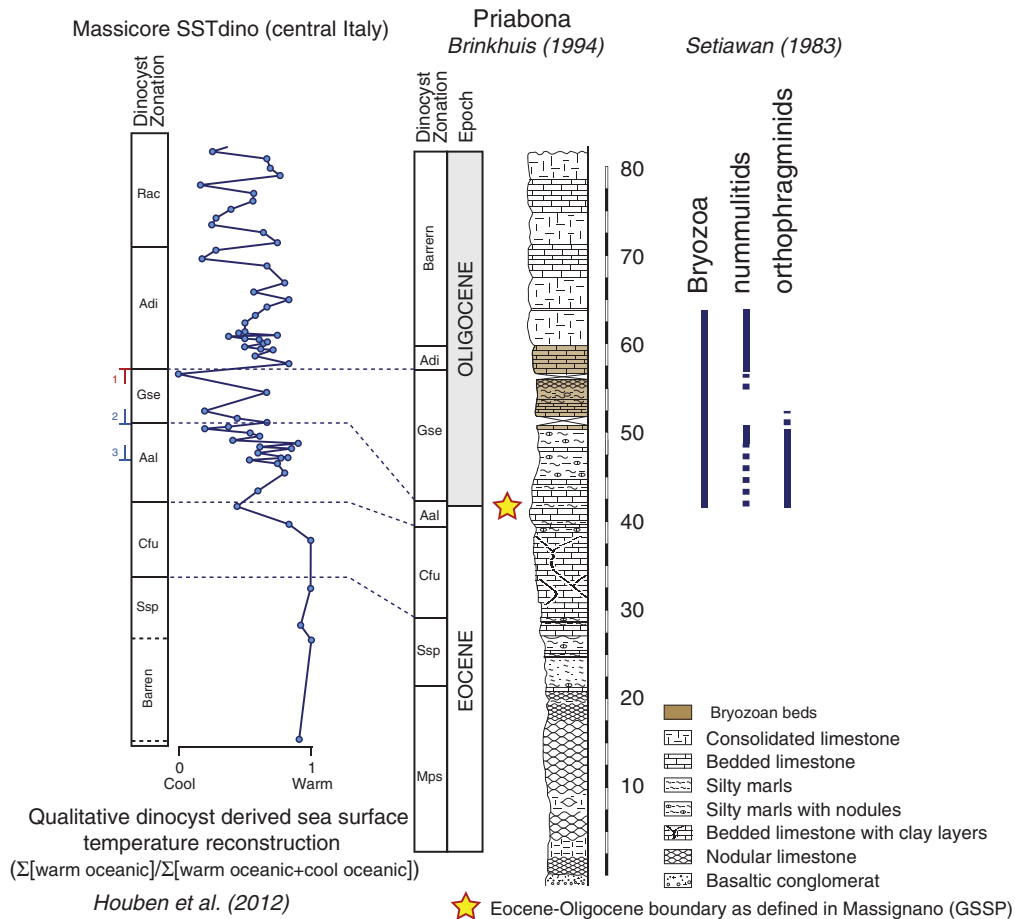 Massicore SSTdino (central Italy)
Priabona
Brinkhuis (1994)
Setiawan (1983)
Dinocyst
Zonation
Rac
Adi
Gse
Aal
Cfu
Ssp
Barren
1
2
3
0
1
Cool
Warm
Qualitative dinocyst derived sea surface
temperature reconstruction
(Σ[warm oceanic]/Σ[warm oceanic+cool oceanic])
Houben et al. (2012)
Dinocyst
Zonation
Epoch
Barrern
Adi
Gse
Aal
Cfu
Ssp
Mps
OLIGOCENE
EOCENE
80
70
60
50
40
30
20
10
Bryozoa
nummulitids
orthophragminids
Bryozoan beds
Consolidated limestone
Bedded limestone
Silty marls
Silty marls with nodules
Bedded limestone with clay layers
Nodular limestone
Basaltic conglomerat
Eocene-Oligocene boundary as defined in Massignano (GSSP)